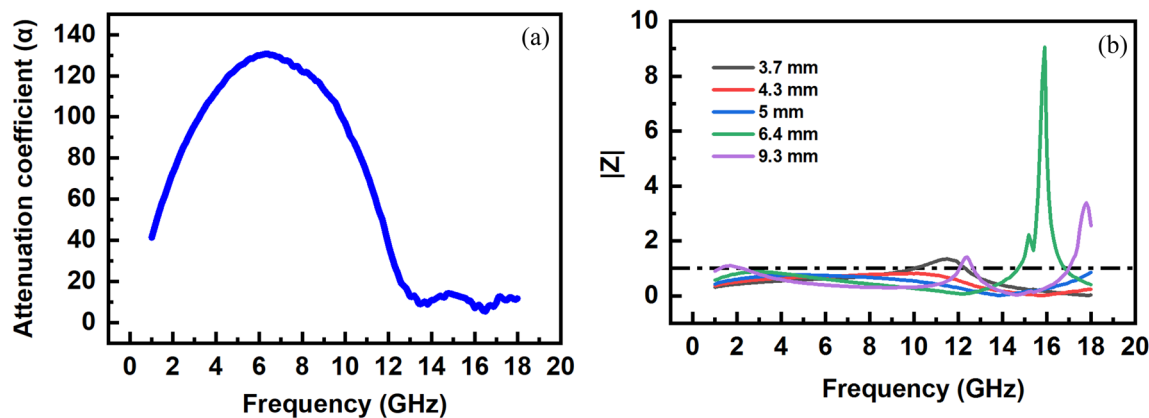 (a)
Attenuation coefficient (α)
140
120
100
80
60
40
20
0
0 2 4 6 8 10 12 14 16 18 20
Frequency (GHz)
(b)
|Z|
10
8
6
4
2
0
3.7 mm
4.3 mm
5 mm
6.4 mm
9.3 mm
0 2 4 6 8 10 12 14 16 18 20
Frequency (GHz)